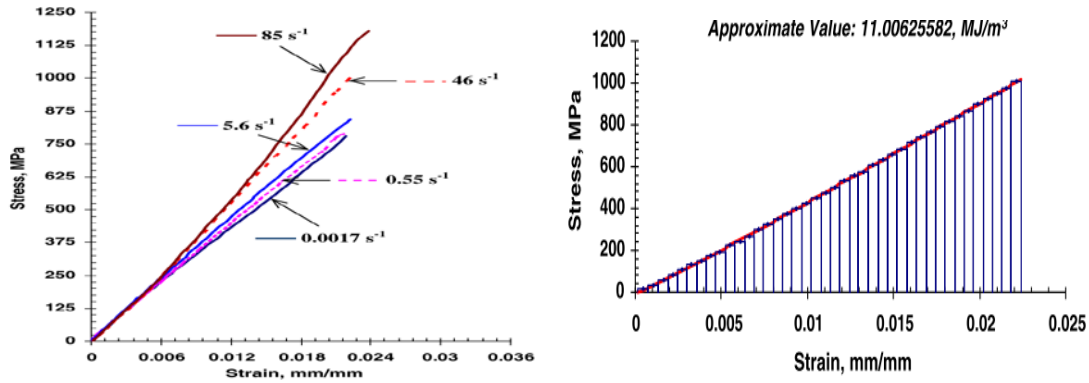 1250
1125
1000
875
750
625
500
375
250
125
0
Stress, MPa
85 s⁻¹
46 s⁻¹
5.6 s⁻¹
0.55 s⁻¹
0.0017 s⁻¹
0 0.006 0.012 0.018 0.024 0.03 0.036
Strain, mm/mm
Approximate Value: 11.00625582, MJ/m³
1200
1000
800
600
400
200
0
Stress, MPa
0 0.005 0.01 0.015 0.02 0.025
Strain, mm/mm